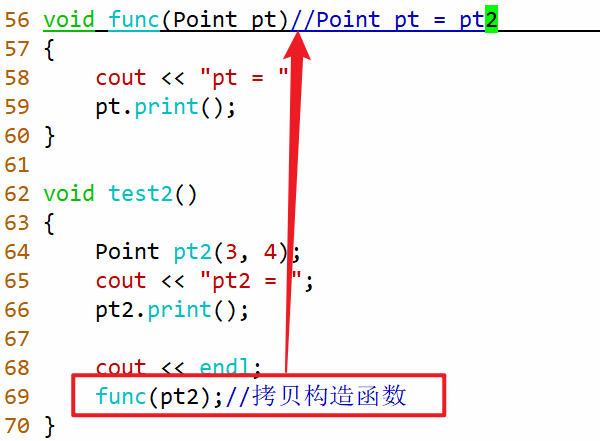 56 void func(Point pt)//Point pt = pt2
57 {
58     cout << "pt = "
59     pt.print();
60 }
61
62 void test2()
63 {
64     Point pt2(3, 4);
65     cout << "pt2 = ";
66     pt2.print();
67
68     cout << endl;
69     func(pt2);//拷贝构造函数
70 }